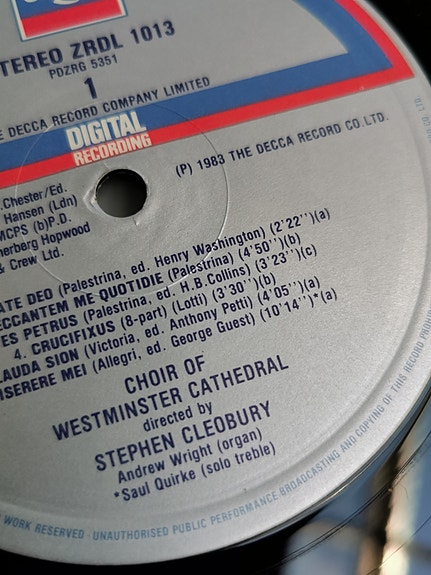 STEREO ZRDL 1013
PDZRG 5351
1
THE DECCA RECORD COMPANY LIMITED
DIGITAL
RECORDING
(P) 1983 THE DECCA RECORD CO.LTD.
.Chester/Ed.
Hansen (Ldn)
MCPS (b)P.D.
Hopwood
& Crew Ltd.
ATE DEO (Palestrina, ed. Henry Washington) (2'22'')(a)
ECCANTEM ME QUOTIDIE (Palestrina) (4'50'')(b)
ES PETRUS (Palestrina, ed. H.B.Collins) (3'23'')(c)
4. CRUCIFIXUS (8-part) (Lotti) (3'30'')(b)
LAUDA SION (Victoria, ed. Anthony Petti) (4'05'')(a)
ISERERE MEI (Allegri, ed. George Guest) (10'14'')*(a)
CHOIR OF
WESTMINSTER CATHEDRAL
directed by
STEPHEN CLEOBURY
Andrew Wright (organ)
*Saul Quirke (solo treble)
WORK RESERVED · UNAUTHORISED PUBLIC PERFORMANCE BROADCASTING AND COPYING OF THIS RECORD PROHIB